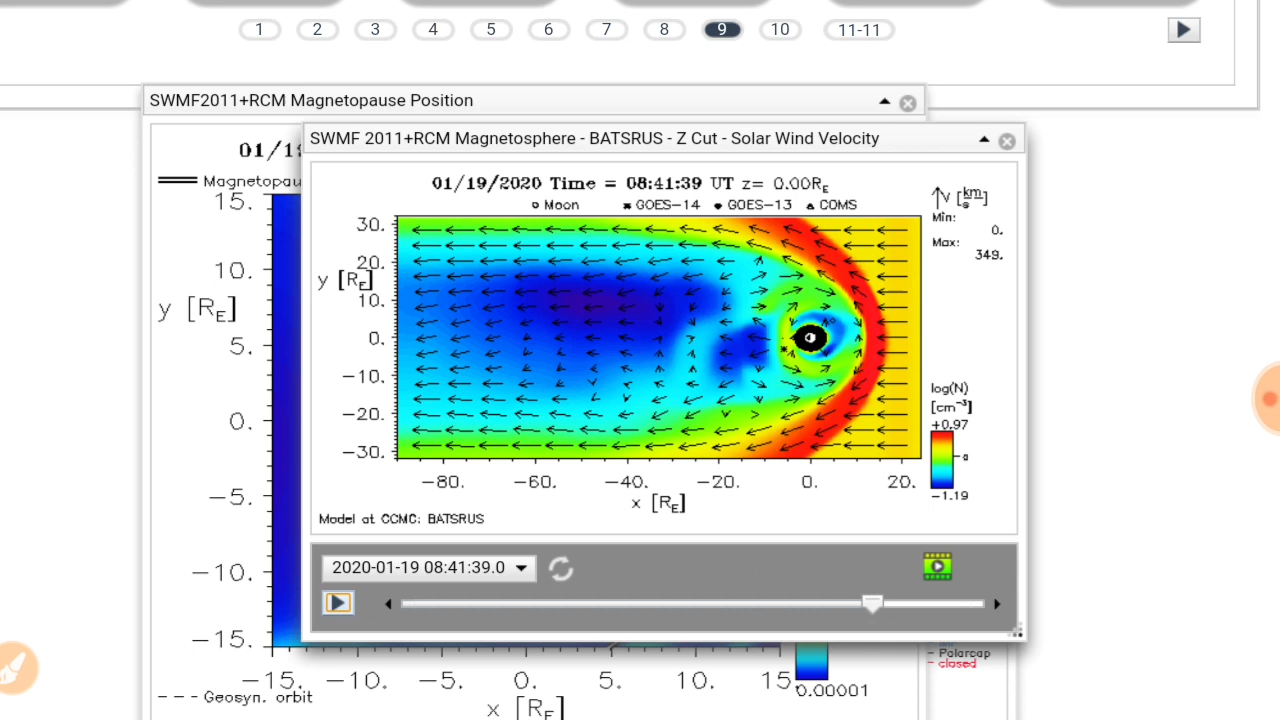 1 2 3 4 5 6 7 8 9 10 11-11
SWMF2011+RCM Magnetopause Position
SWMF 2011+RCM Magnetosphere - BATSRUS - Z Cut - Solar Wind Velocity
01/1
Magnetopau
15.
10.
y [RE]
5.
0.
−5.
−10.
−15.
−15. −10. −5. 0. 5. 10. 15.
x [RE]
− − − Geosyn. orbit
01/19/2020 Time = 08:41:39 UT z= 0.00RE
Moon GOES-14 GOES-13 COMS
V [km/s]
Min:
0.
Max:
349.
30.
20.
y [RE]
10.
0.
−10.
−20.
−30.
−80. −60. −40. −20. 0. 20.
x [RE]
log(N)
[cm⁻³]
+0.97
−1.19
Model at CCMC: BATSRUS
2020-01-19 08:41:39.0
− Polarcap
− closed
0.00001